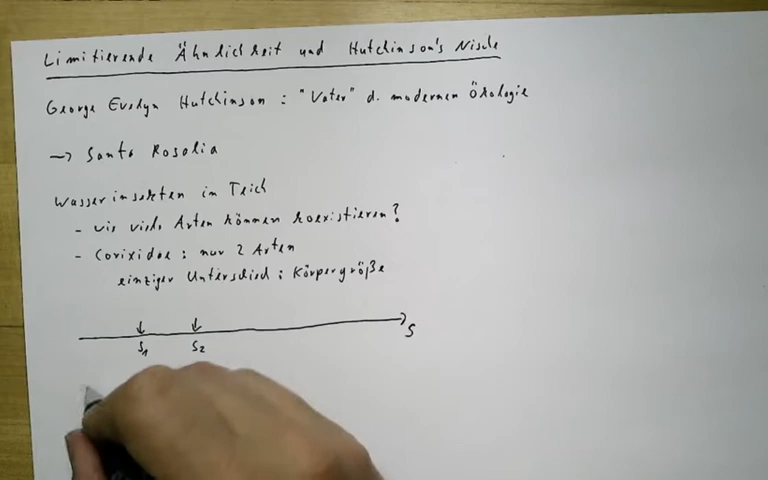 Limitierende Ähnlichkeit und Hutchinson's Nische
George Evelyn Hutchinson : "Vater" d. modernen Ökologie
→ Santa Rosalia
Wasserinsekten in Teich
- wie viele Arten können koexistieren?
- Corixidae : nur 2 Arten
einziger Unterschied : Körpergröße
S₁ S₂ S